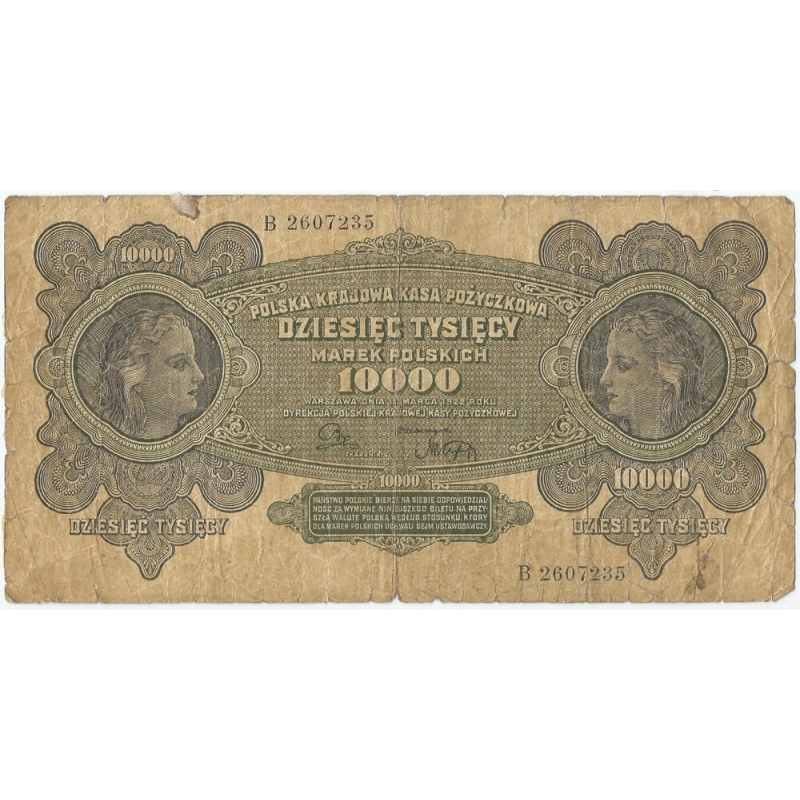 B 2607235
10000
POLSKA KRAJOWA KASA POŻYCZKOWA
DZIESIĘĆ TYSIĘCY
MAREK POLSKICH
10000
WARSZAWA DNIA 11 MARCA 1922 ROKU
DYREKCJA POLSKIEJ KRAJOWEJ KASY POŻYCZKOWEJ
10000
10000
PAŃSTWO POLSKIE BIERZE NA SIEBIE ODPOWIEDZIAL-
NOŚĆ ZA WYMIANĘ NINIEJSZEGO BILETU NA PRZY-
SZŁĄ WALUTĘ POLSKĄ WEDŁUG STOSUNKU KTÓRY
DLA MAREK POLSKICH UCHWALI SEJM USTAWODAWCZY.
DZIESIĘĆ TYSIĘCY
DZIESIĘĆ TYSIĘCY
B 2607235